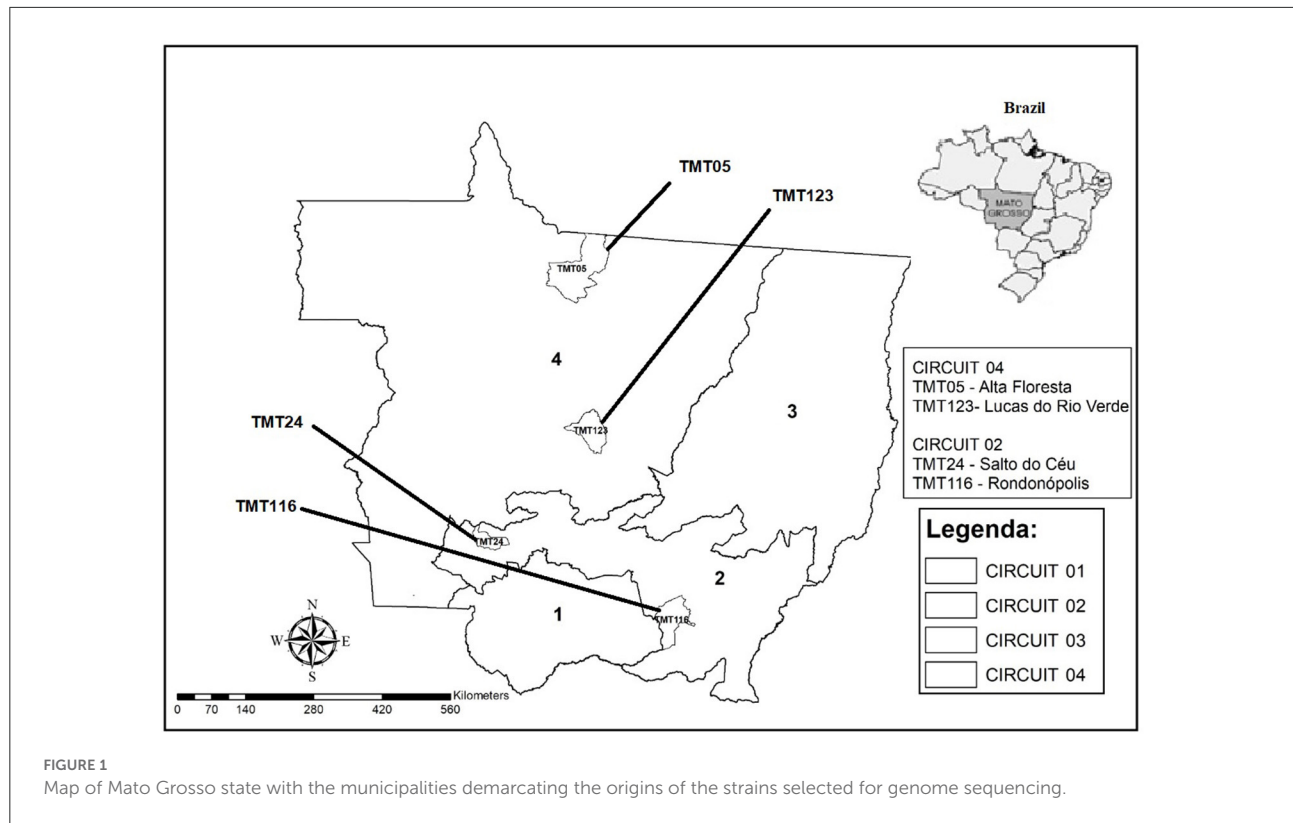 Brazil
MATO
GROSSO
TMT05
TMT123
TMT05
4
3
TMT123
TMT24
TMT116
TMT24
2
1
TMT116
CIRCUIT 04
TMT05 - Alta Floresta
TMT123- Lucas do Rio Verde
CIRCUIT 02
TMT24 - Salto do Céu
TMT116 - Rondonópolis
Legenda:
CIRCUIT 01
CIRCUIT 02
CIRCUIT 03
CIRCUIT 04
N
W E
S
Kilometers
0 70 140 280 420 560
FIGURE 1
Map of Mato Grosso state with the municipalities demarcating the origins of the strains selected for genome sequencing.